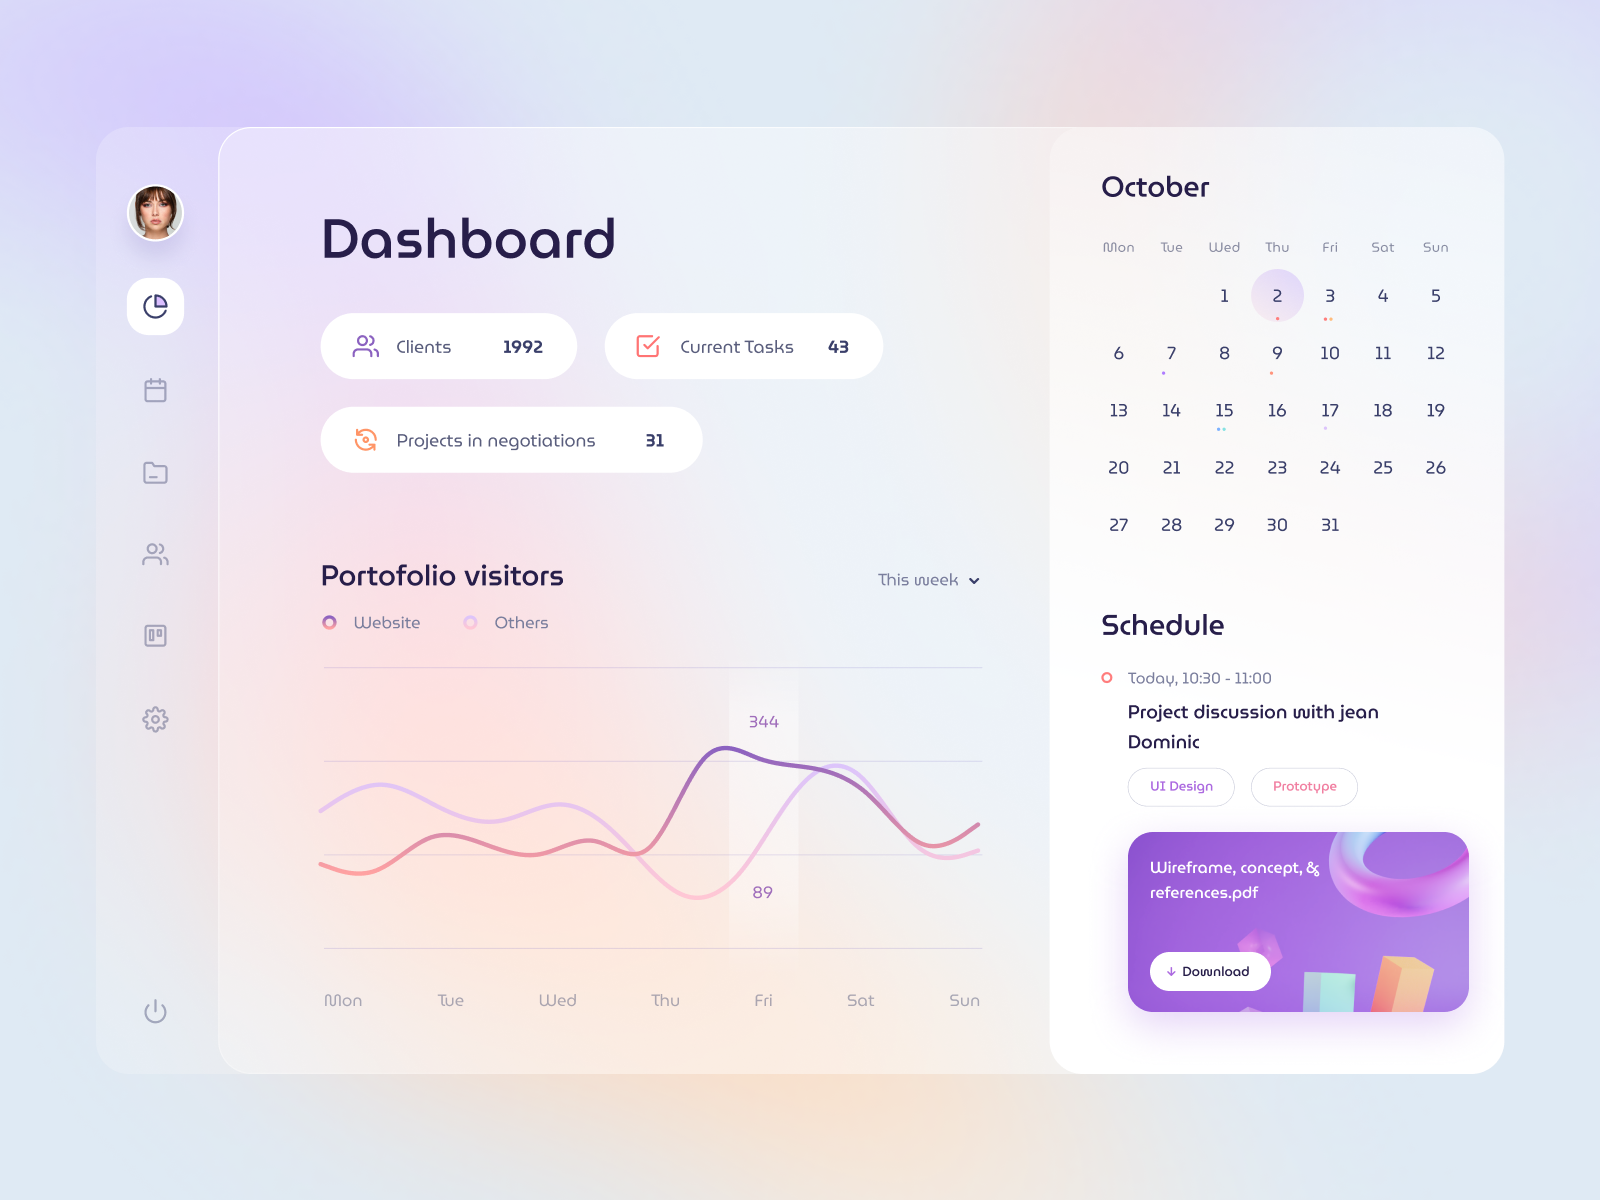 Dashboard
Clients 1992
Current Tasks 43
Projects in negotiations 31
Portofolio visitors
This week
Website
Others
344
89
Mon Tue Wed Thu Fri Sat Sun
October
Mon Tue Wed Thu Fri Sat Sun
1 2 3 4 5
6 7 8 9 10 11 12
13 14 15 16 17 18 19
20 21 22 23 24 25 26
27 28 29 30 31
Schedule
Today, 10:30 - 11:00
Project discussion with jean
Dominic
UI Design
Prototype
Wireframe, concept, &
references.pdf
Download